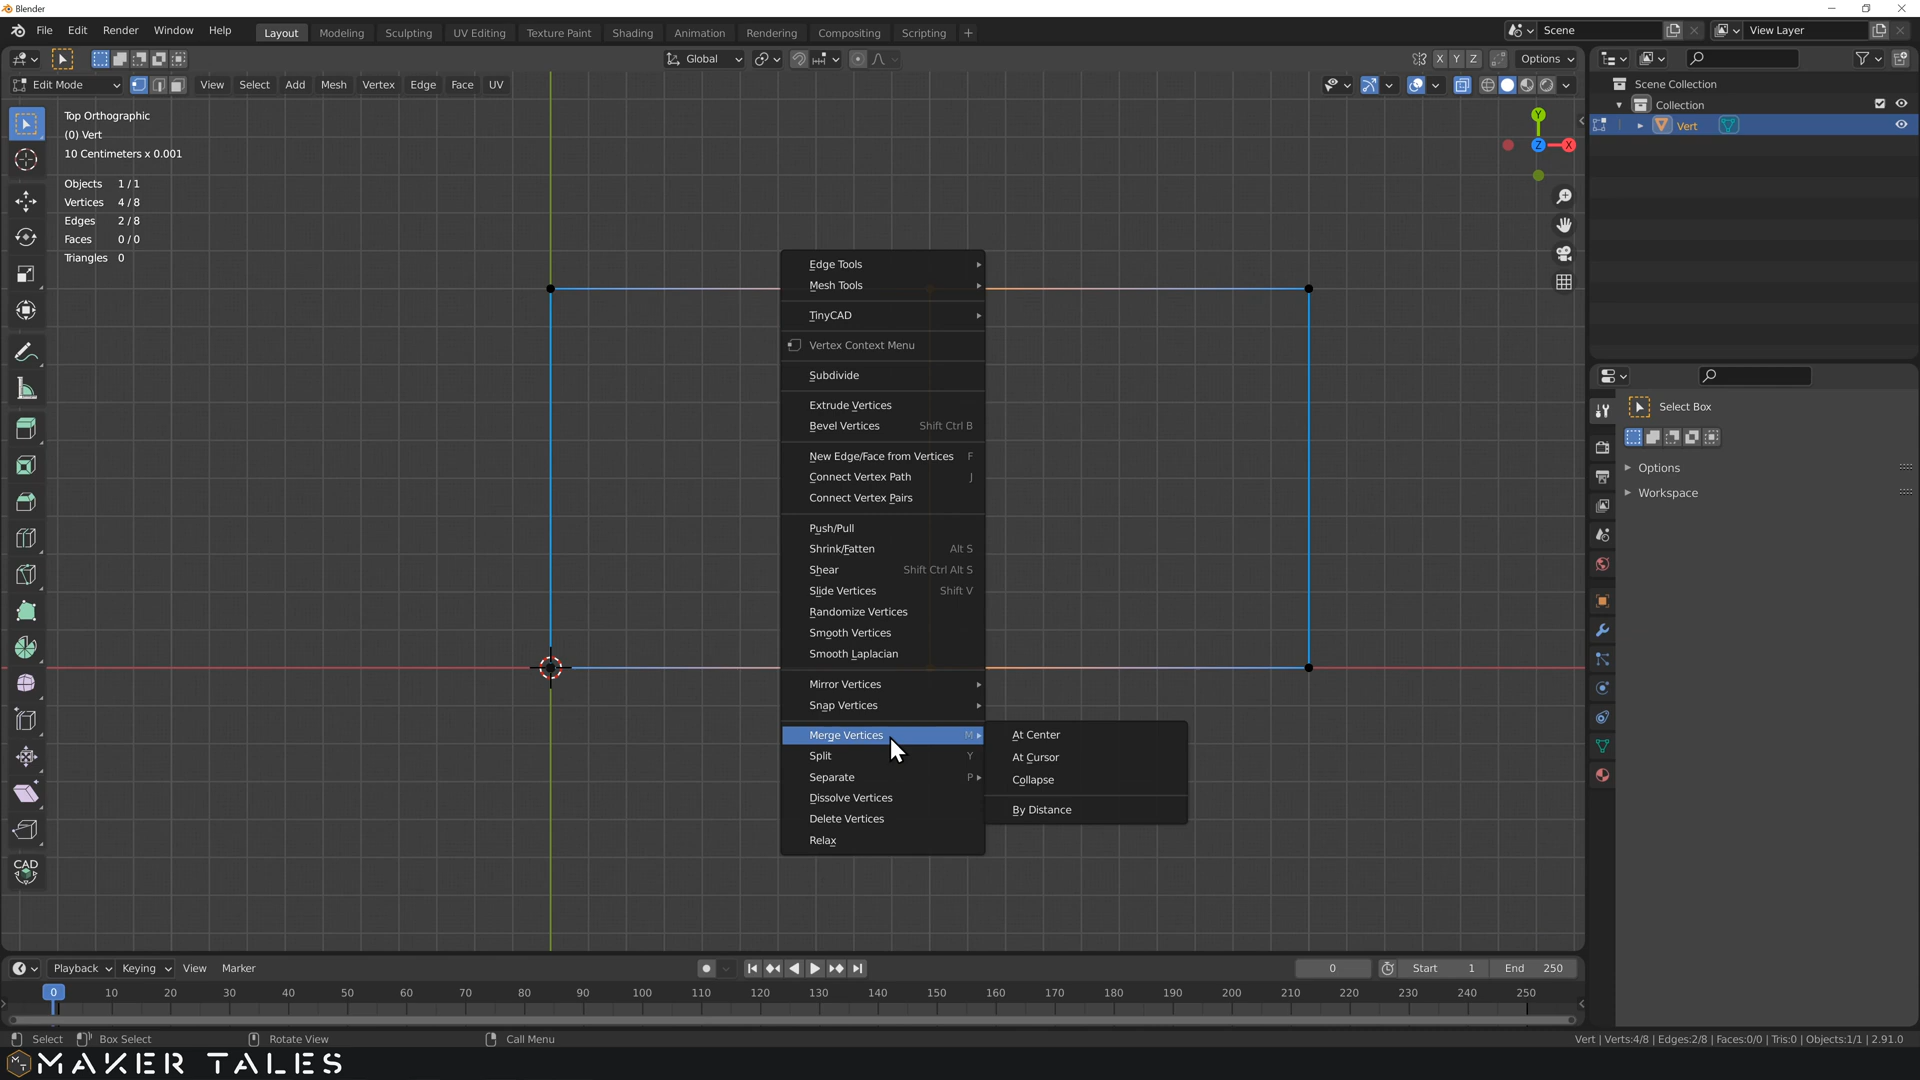 Blender
File Edit Render Window Help
Layout Modeling Sculpting UV Editing Texture Paint Shading Animation Rendering Compositing Scripting +
Scene
View Layer
Global
X Y Z
Options
Edit Mode
View Select Add Mesh Vertex Edge Face UV
Top Orthographic
(0) Vert
10 Centimeters x 0.001
Objects 1/1
Vertices 4/8
Edges 2/8
Faces 0/0
Triangles 0
Y
Z
X
CAD
Edge Tools
Mesh Tools
TinyCAD
Vertex Context Menu
Subdivide
Extrude Vertices
Bevel Vertices Shift Ctrl B
New Edge/Face from Vertices F
Connect Vertex Path J
Connect Vertex Pairs
Push/Pull
Shrink/Fatten Alt S
Shear Shift Ctrl Alt S
Slide Vertices Shift V
Randomize Vertices
Smooth Vertices
Smooth Laplacian
Mirror Vertices
Snap Vertices
Merge Vertices M
Split Y
Separate P
Dissolve Vertices
Delete Vertices
Relax
At Center
At Cursor
Collapse
By Distance
Scene Collection
Collection
Vert
Select Box
Options
Workspace
Playback Keying View Marker
0
Start 1
End 250
0 10 20 30 40 50 60 70 80 90 100 110 120 130 140 150 160 170 180 190 200 210 220 230 240 250
Select Box Select Rotate View Call Menu
Vert | Verts:4/8 | Edges:2/8 | Faces:0/0 | Tris:0 | Objects:1/1 | 2.91.0
MAKER TALES